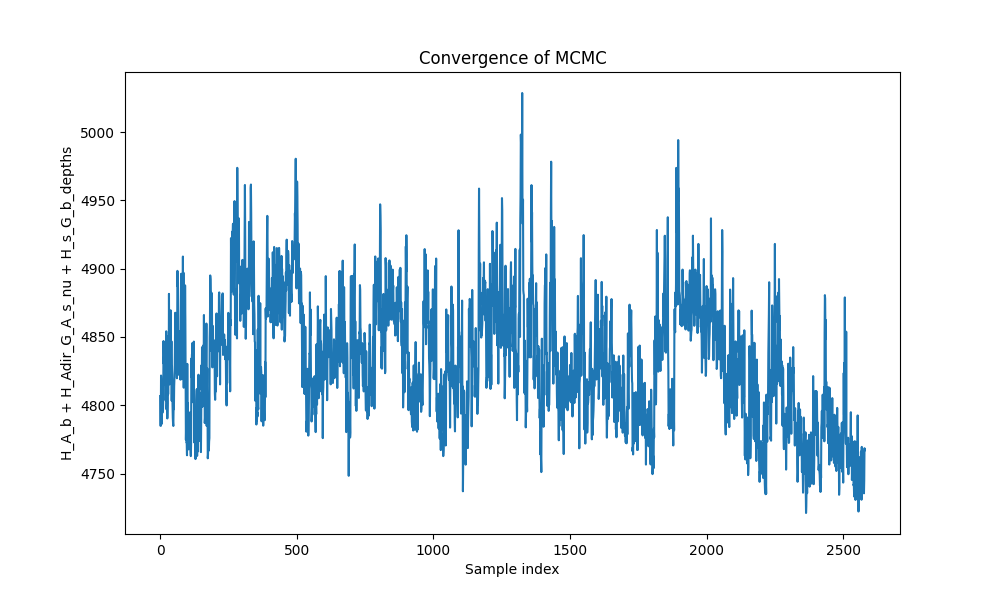 Convergence of MCMC
H_A_b + H_Adir_G_A_s_nu + H_s_G_b_depths
5000
4950
4900
4850
4800
4750
0 500 1000 1500 2000 2500
Sample index